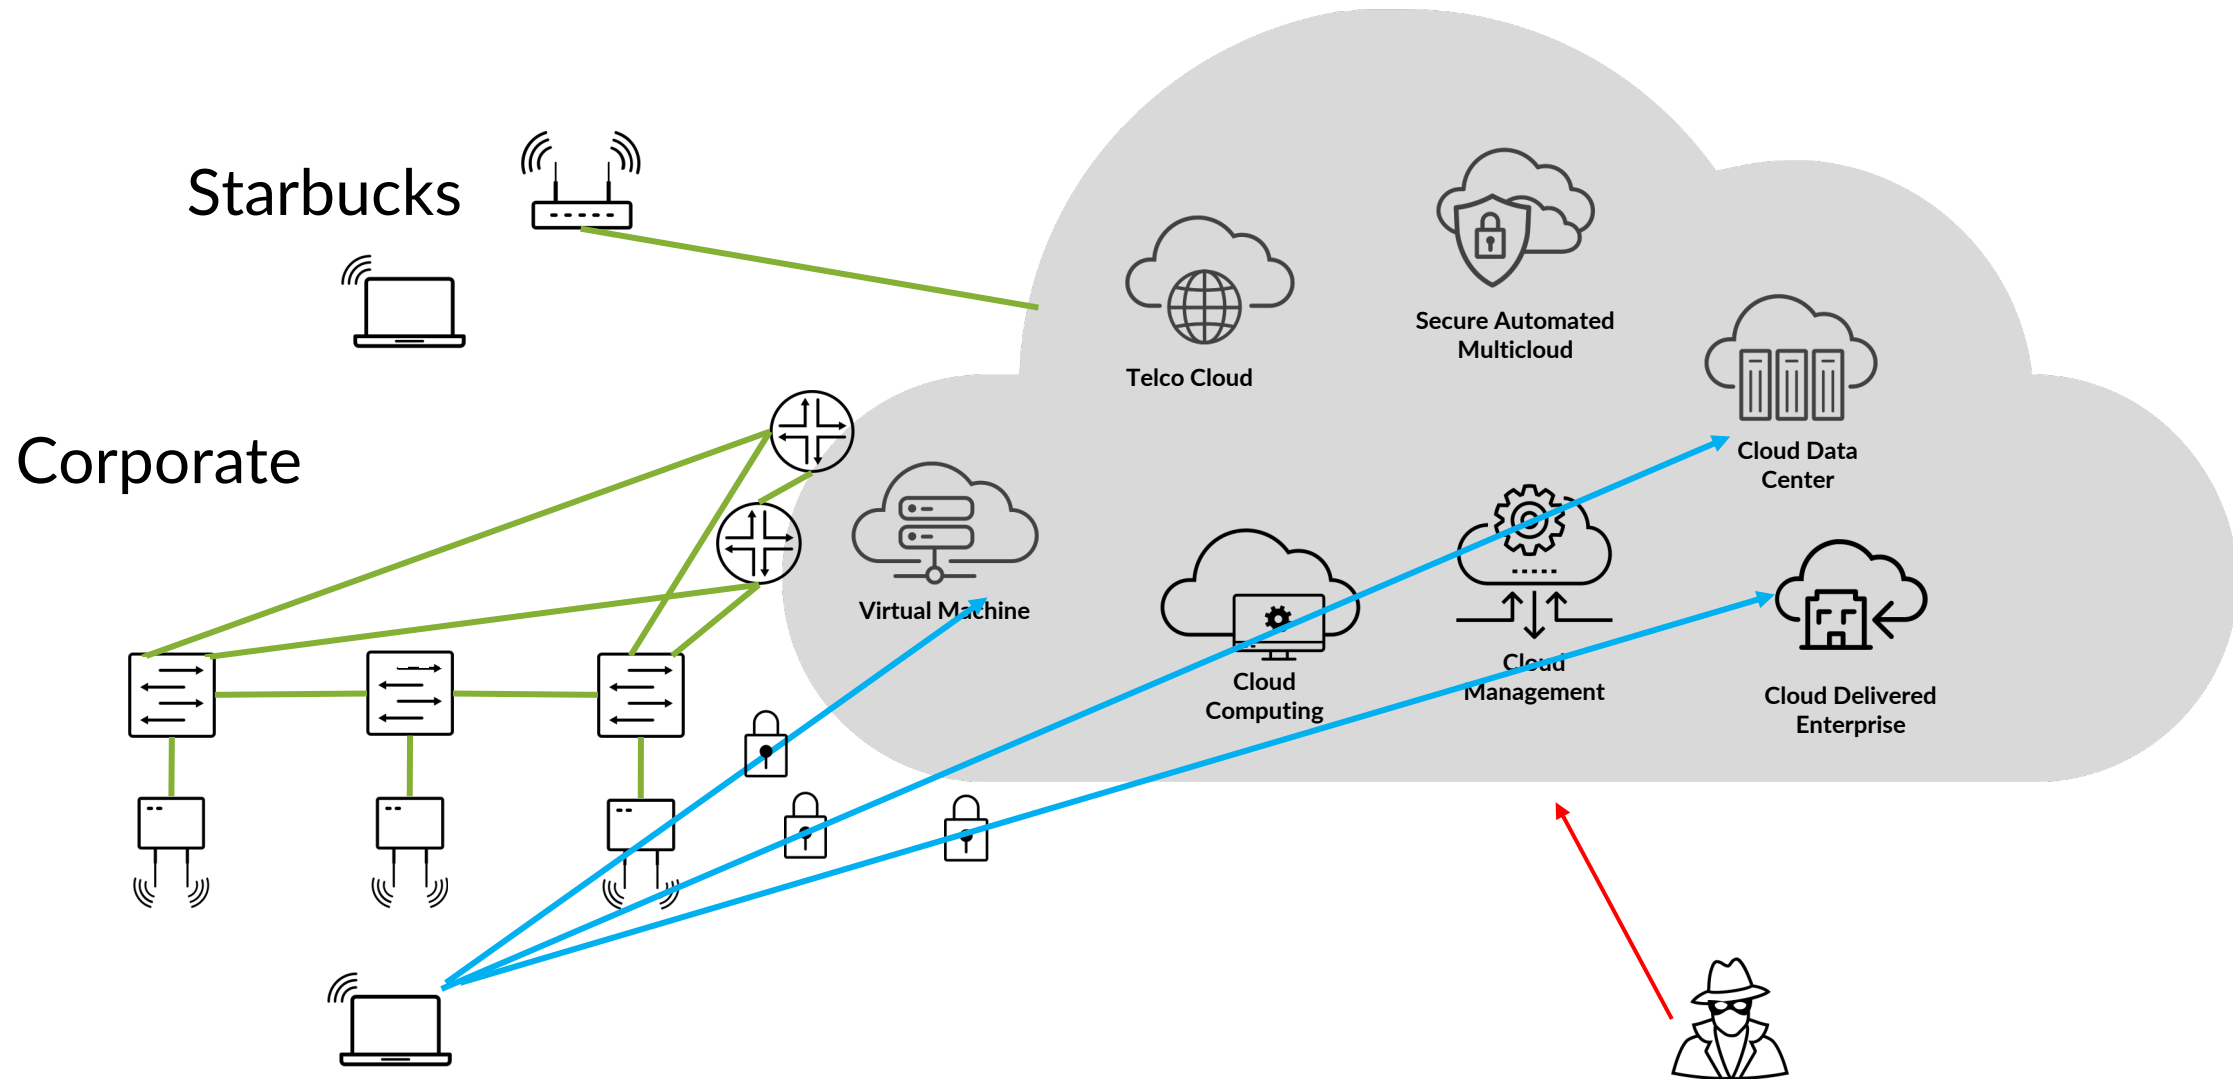 Starbucks
Corporate
Telco Cloud
Secure Automated
Multicloud
Cloud Data
Center
Virtual Machine
Cloud
Computing
Cloud
Management
Cloud Delivered
Enterprise